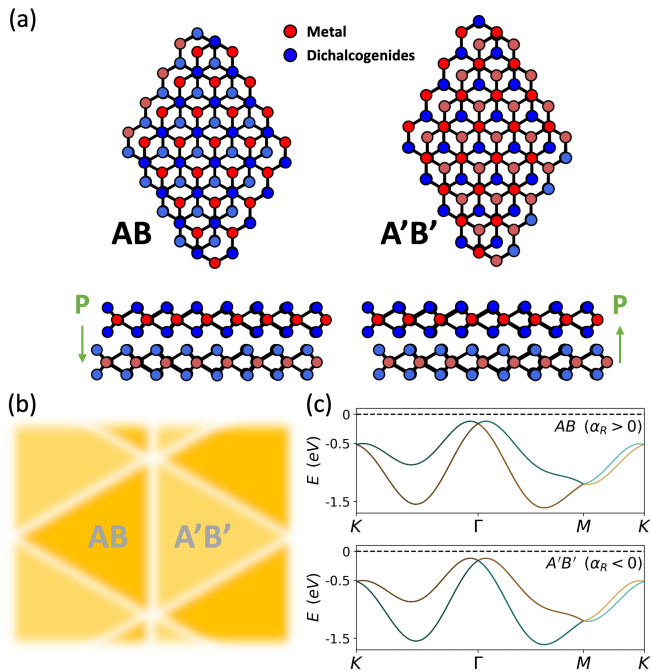 (a)
Metal
Dichalcogenides
AB
A'B'
P
P
(b)
AB
A'B'
(c)
0
-0.5
-1.5
E (eV)
AB (α_R > 0)
K
Γ
M
K
0
-0.5
-1.5
E (eV)
A'B' (α_R < 0)
K
Γ
M
K